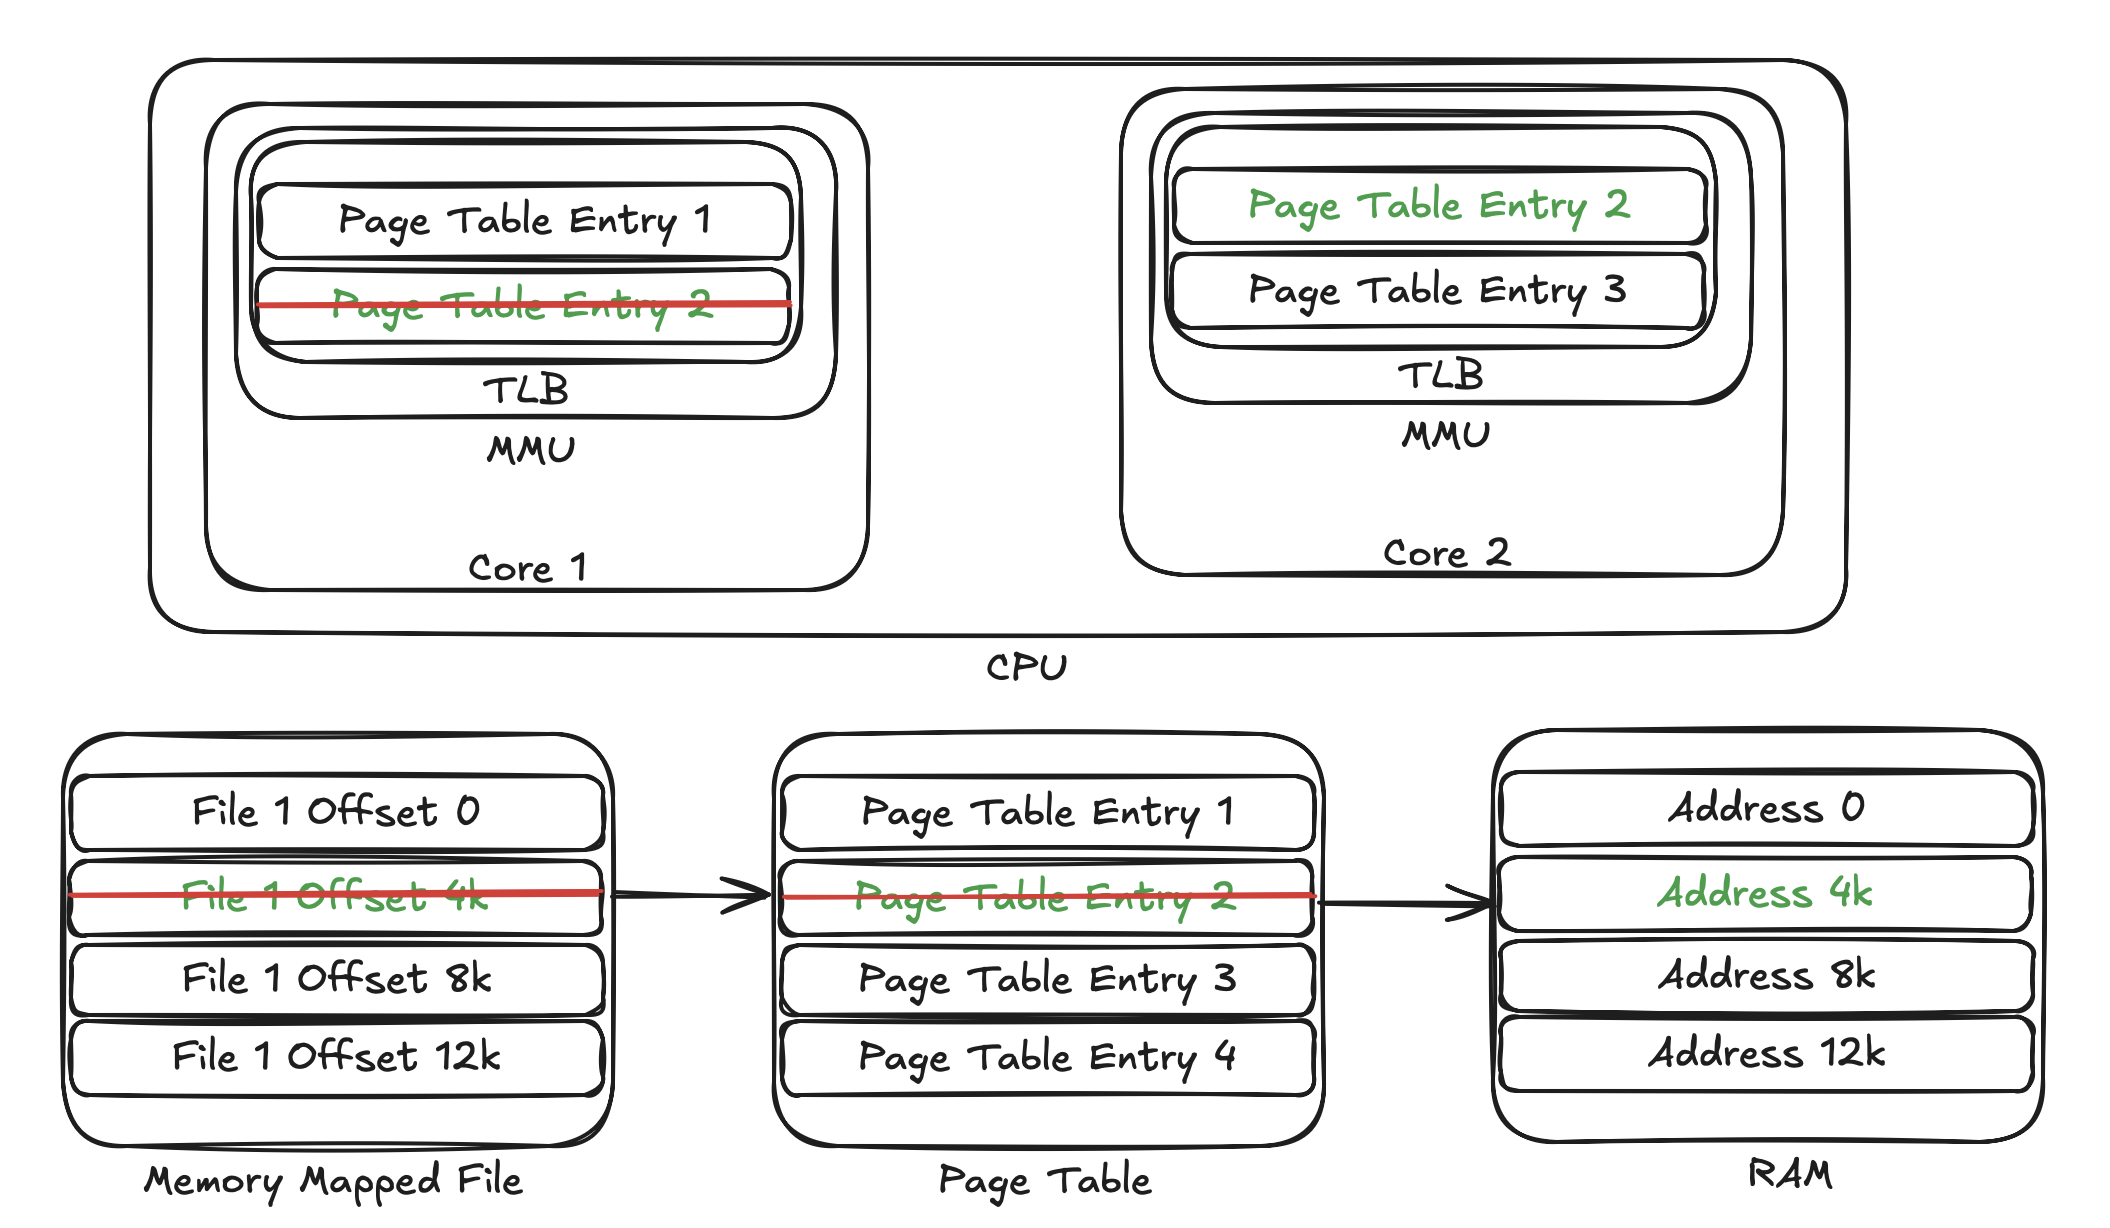 Page Table Entry 1
Page Table Entry 2
TLB
MMU
Core 1
Page Table Entry 2
Page Table Entry 3
TLB
MMU
Core 2
CPU
File 1 Offset 0
File 1 Offset 4k
File 1 Offset 8k
File 1 Offset 12k
Memory Mapped File
Page Table Entry 1
Page Table Entry 2
Page Table Entry 3
Page Table Entry 4
Page Table
Address 0
Address 4k
Address 8k
Address 12k
RAM